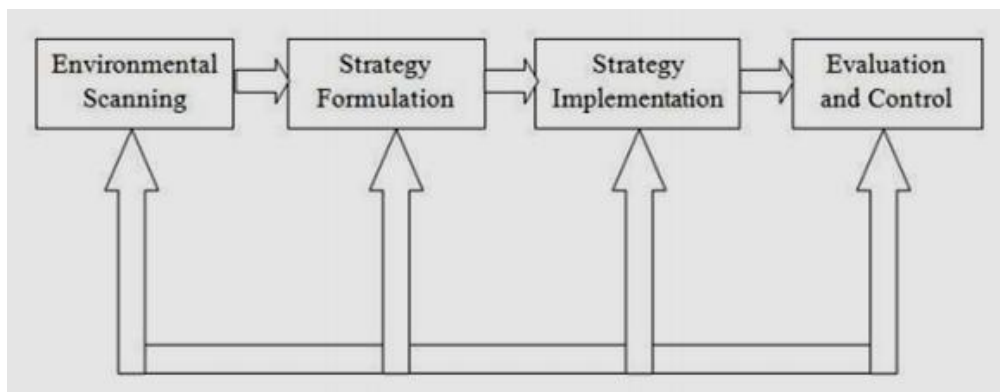 Environmental
Scanning
Strategy
Formulation
Strategy
Implementation
Evaluation
and Control